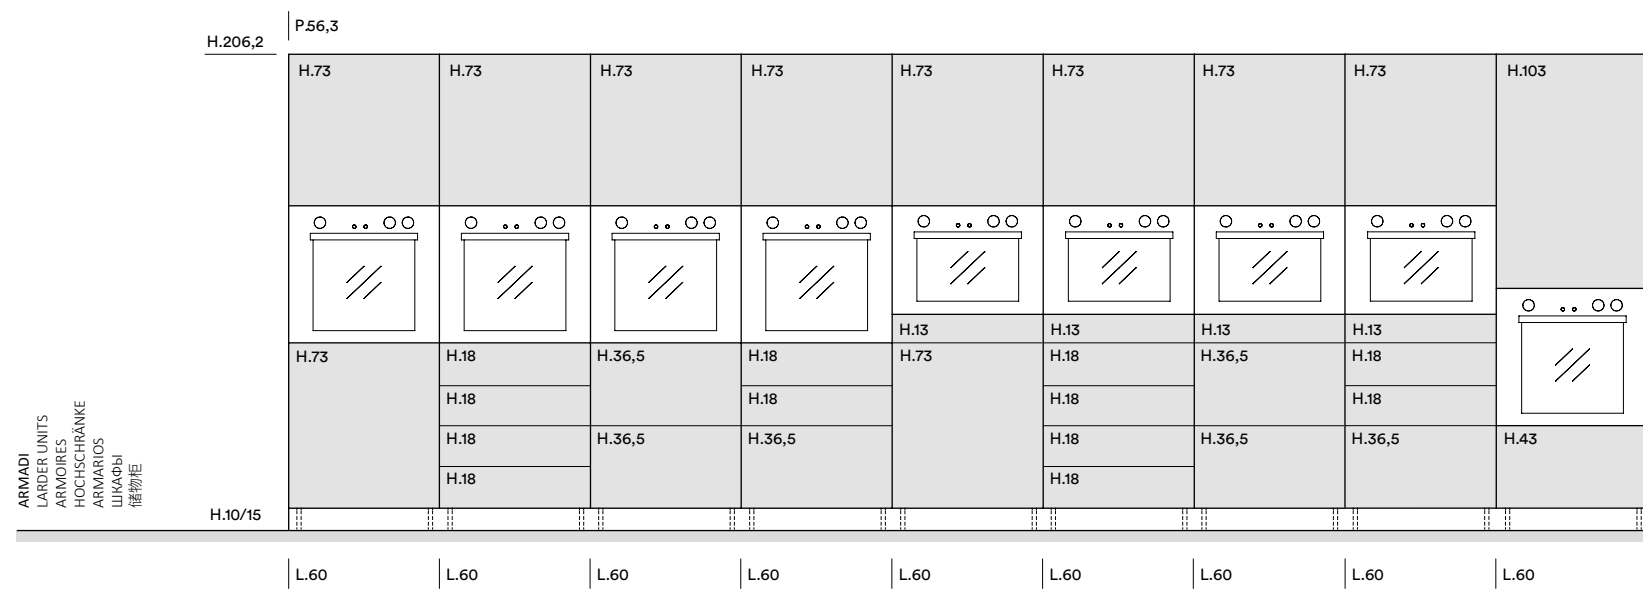 P.56,3
H.206,2
H.73 H.73 H.73 H.73 H.73 H.73 H.73 H.73 H.103
H.13 H.13 H.13 H.13
H.73 H.18 H.36,5 H.18 H.73 H.18 H.36,5 H.18
H.18 H.18 H.18 H.18
H.18 H.36,5 H.36,5 H.18 H.36,5 H.36,5 H.43
H.18 H.18
H.10/15
ARMADI
LARDER UNITS
ARMOIRES
HOCHSCHRÄNKE
ARMARIOS
ШКАФЫ
储物柜
L.60 L.60 L.60 L.60 L.60 L.60 L.60 L.60 L.60